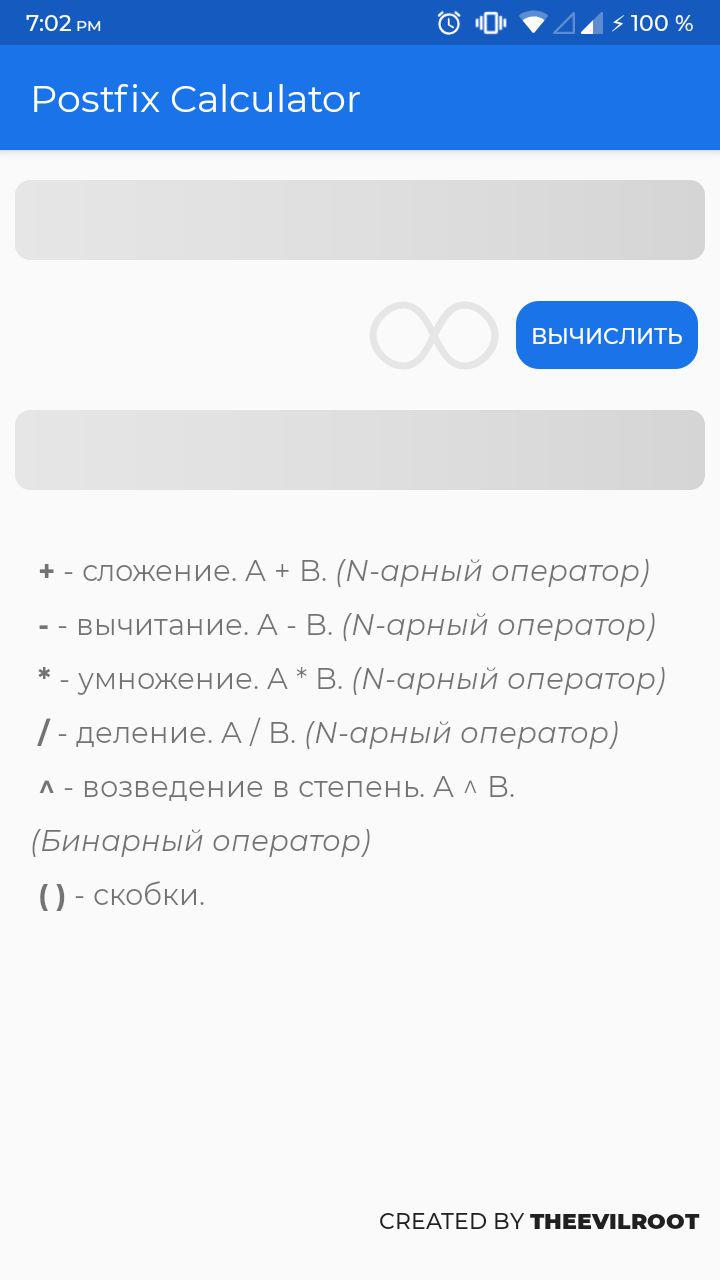 7:02 PM 100 %
Postfix Calculator
ВЫЧИСЛИТЬ
+ - сложение. A + B. (N-арный оператор)
- - вычитание. A - B. (N-арный оператор)
* - умножение. A * B. (N-арный оператор)
/ - деление. A / B. (N-арный оператор)
^ - возведение в степень. A ^ B.
(Бинарный оператор)
( ) - скобки.
CREATED BY THEEVILROOT